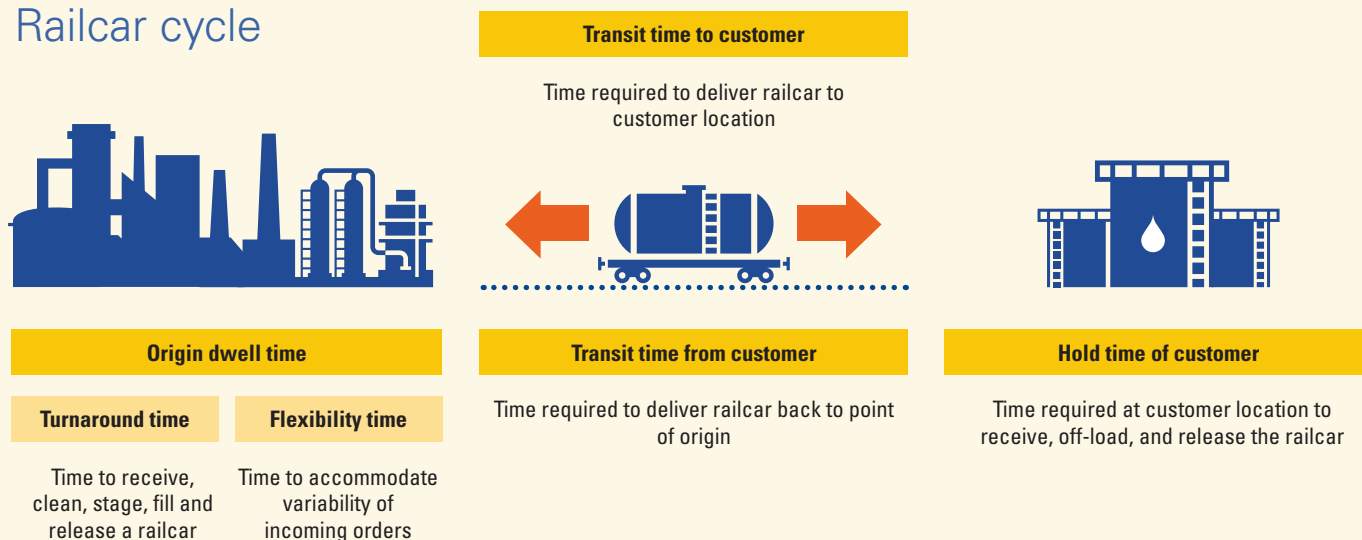 Railcar cycle
Transit time to customer
Time required to deliver railcar to
customer location
Origin dwell time
Turnaround time
Time to receive,
clean, stage, fill and
release a railcar
Flexibility time
Time to accommodate
variability of
incoming orders
Transit time from customer
Time required to deliver railcar back to point
of origin
Hold time of customer
Time required at customer location to
receive, off-load, and release the railcar